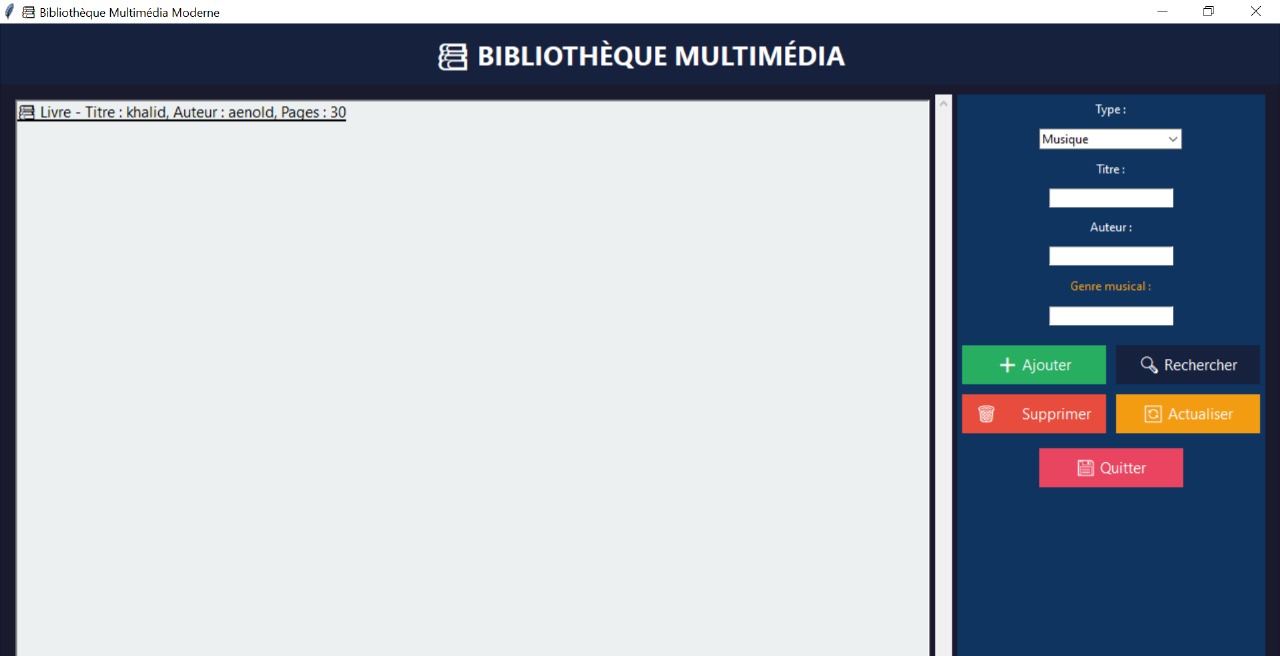 Bibliothèque Multimédia Moderne
BIBLIOTHÈQUE MULTIMÉDIA
Livre - Titre : khalid, Auteur : aenold, Pages : 30
Type :
Musique
Titre :
Auteur :
Genre musical :
Ajouter
Rechercher
Supprimer
Actualiser
Quitter